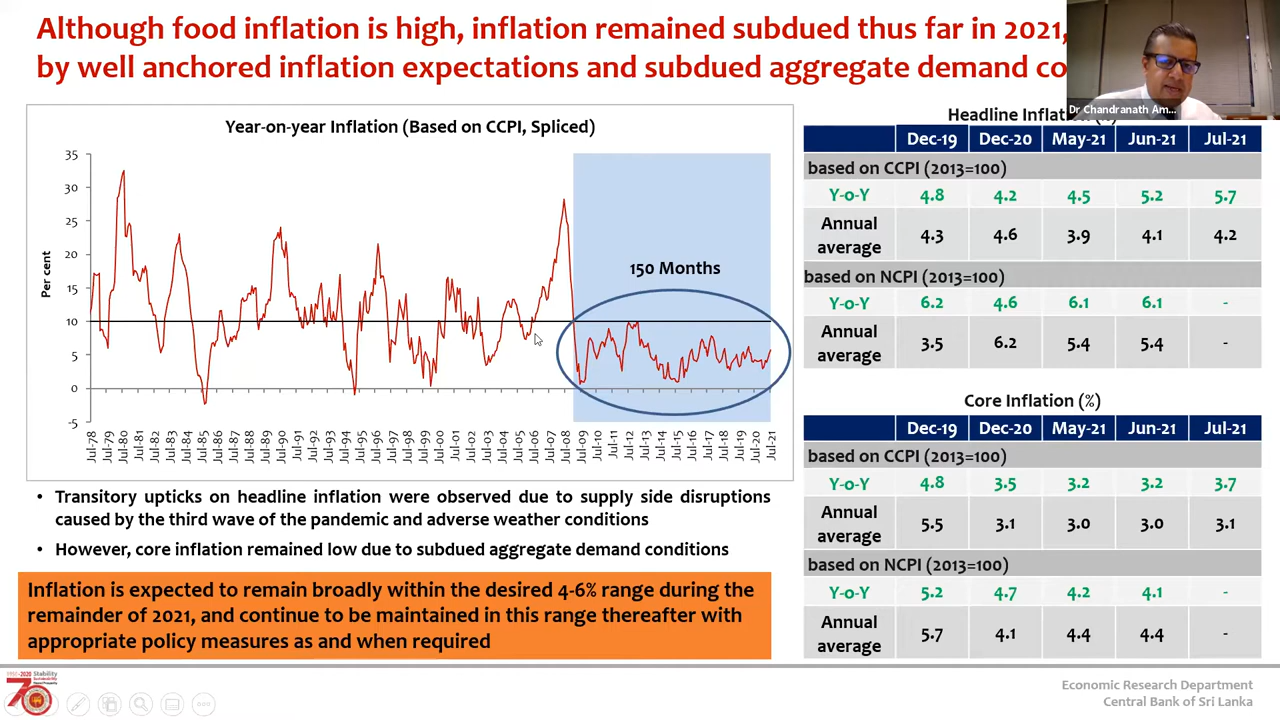 Although food inflation is high, inflation remained subdued thus far in 2021,
by well anchored inflation expectations and subdued aggregate demand co
Dr Chandranath Am...
Year-on-year Inflation (Based on CCPI, Spliced)
35
30
25
20
15
10
5
0
-5
Per cent
150 Months
Jul-78
Jul-79
Jul-80
Jul-81
Jul-82
Jul-83
Jul-84
Jul-85
Jul-86
Jul-87
Jul-88
Jul-89
Jul-90
Jul-91
Jul-92
Jul-93
Jul-94
Jul-95
Jul-96
Jul-97
Jul-98
Jul-99
Jul-00
Jul-01
Jul-02
Jul-03
Jul-04
Jul-05
Jul-06
Jul-07
Jul-08
Jul-09
Jul-10
Jul-11
Jul-12
Jul-13
Jul-14
Jul-15
Jul-16
Jul-17
Jul-18
Jul-19
Jul-20
Jul-21
• Transitory upticks on headline inflation were observed due to supply side disruptions
caused by the third wave of the pandemic and adverse weather conditions
• However, core inflation remained low due to subdued aggregate demand conditions
Inflation is expected to remain broadly within the desired 4-6% range during the
remainder of 2021, and continue to be maintained in this range thereafter with
appropriate policy measures as and when required
Headline Inflation (%)
Dec-19 Dec-20 May-21 Jun-21 Jul-21
based on CCPI (2013=100)
Y-o-Y 4.8 4.2 4.5 5.2 5.7
Annual
average 4.3 4.6 3.9 4.1 4.2
based on NCPI (2013=100)
Y-o-Y 6.2 4.6 6.1 6.1 -
Annual
average 3.5 6.2 5.4 5.4 -
Core Inflation (%)
Dec-19 Dec-20 May-21 Jun-21 Jul-21
based on CCPI (2013=100)
Y-o-Y 4.8 3.5 3.2 3.2 3.7
Annual
average 5.5 3.1 3.0 3.0 3.1
based on NCPI (2013=100)
Y-o-Y 5.2 4.7 4.2 4.1 -
Annual
average 5.7 4.1 4.4 4.4 -
70
Stability
Economic Research Department
Central Bank of Sri Lanka